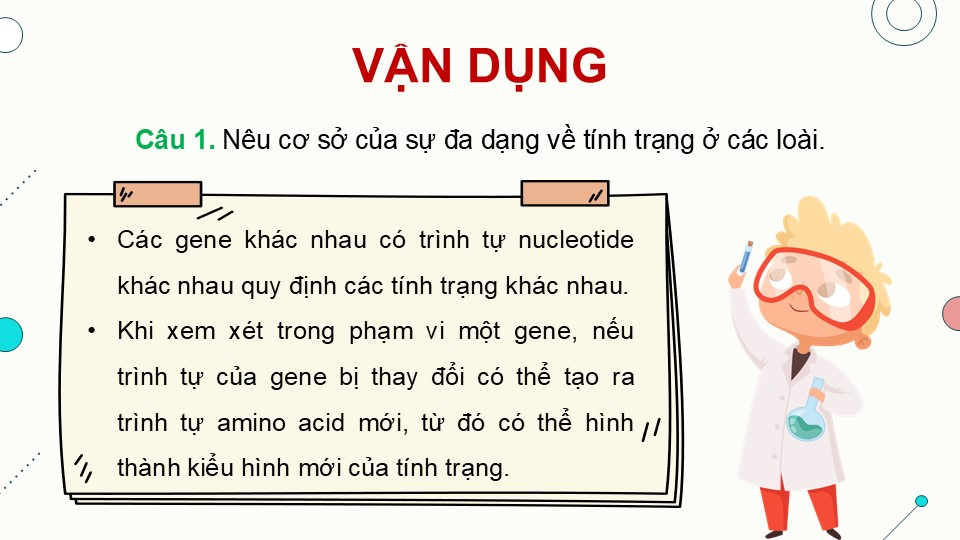 VẬN DỤNG
Câu 1. Nêu cơ sở của sự đa dạng về tính trạng ở các loài.
• Các gene khác nhau có trình tự nucleotide
khác nhau quy định các tính trạng khác nhau.
• Khi xem xét trong phạm vi một gene, nếu
trình tự của gene bị thay đổi có thể tạo ra
trình tự amino acid mới, từ đó có thể hình
thành kiểu hình mới của tính trạng.